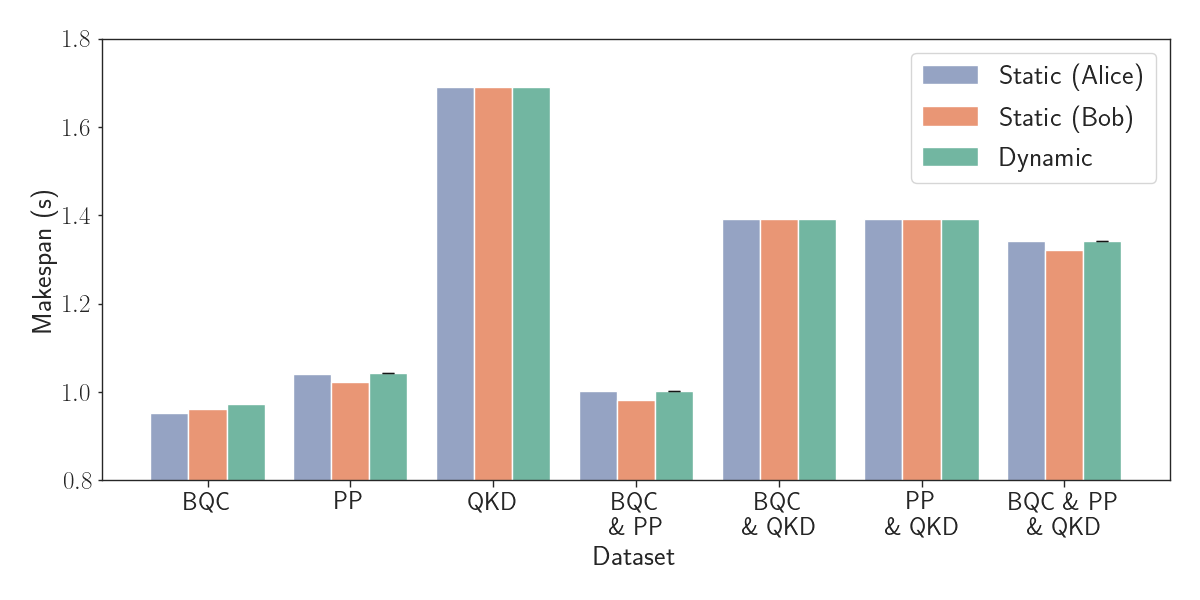 1.8
1.6
1.4
1.2
1.0
0.8
Makespan (s)
Static (Alice)
Static (Bob)
Dynamic
BQC
PP
QKD
BQC
& PP
BQC
& QKD
PP
& QKD
BQC & PP
& QKD
Dataset